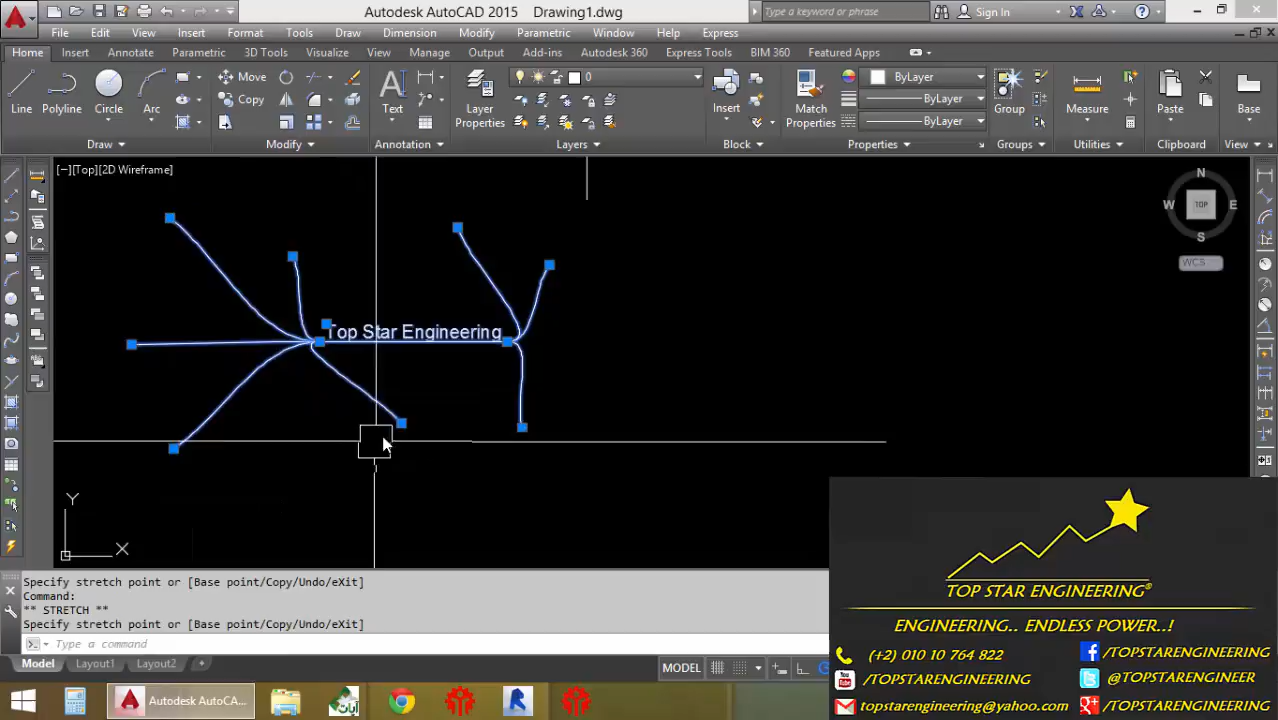 Autodesk AutoCAD 2015 Drawing1.dwg
Type a keyword or phrase
Sign In
File Edit View Insert Format Tools Draw Dimension Modify Parametric Window Help Express
Home Insert Annotate Parametric 3D Tools Visualize View Manage Output Add-ins Autodesk 360 Express Tools BIM 360 Featured Apps
Line Polyline Circle Arc
Move
Copy
Text
Layer
Properties
0
Insert
Match
Properties
ByLayer
ByLayer
ByLayer
Group
Measure
Paste
Base
Draw Modify Annotation Layers Block Properties Groups Utilities Clipboard View
[−][Top][2D Wireframe]
N
W TOP E
S
WCS
Top Star Engineering
Y
X
Specify stretch point or [Base point/Copy/Undo/eXit]
Command:
** STRETCH **
Specify stretch point or [Base point/Copy/Undo/eXit]
Type a command
Model Layout1 Layout2 +
MODEL
Autodesk AutoCA...
TOP STAR ENGINEERING®
ENGINEERING.. ENDLESS POWER..!
(+2) 010 10 764 822
/TOPSTARENGINEERING
You Tube
/TOPSTARENGINEERING
@TOPSTARENGINEER
topstarengineering@yahoo.com
/TOPSTARENGINEERING